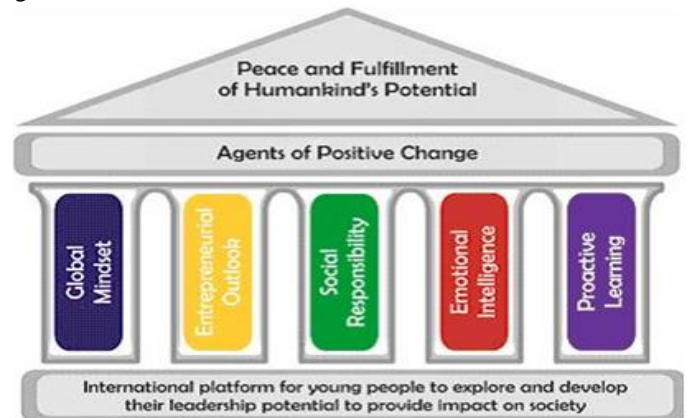 Peace and Fulfillment
of Humankind's Potential
Agents of Positive Change
Global
Mindset
Entrepreneurial
Outlook
Social
Responsibility
Emotional
Intelligence
Proactive
Learning
International platform for young people to explore and develop
their leadership potential to provide impact on society